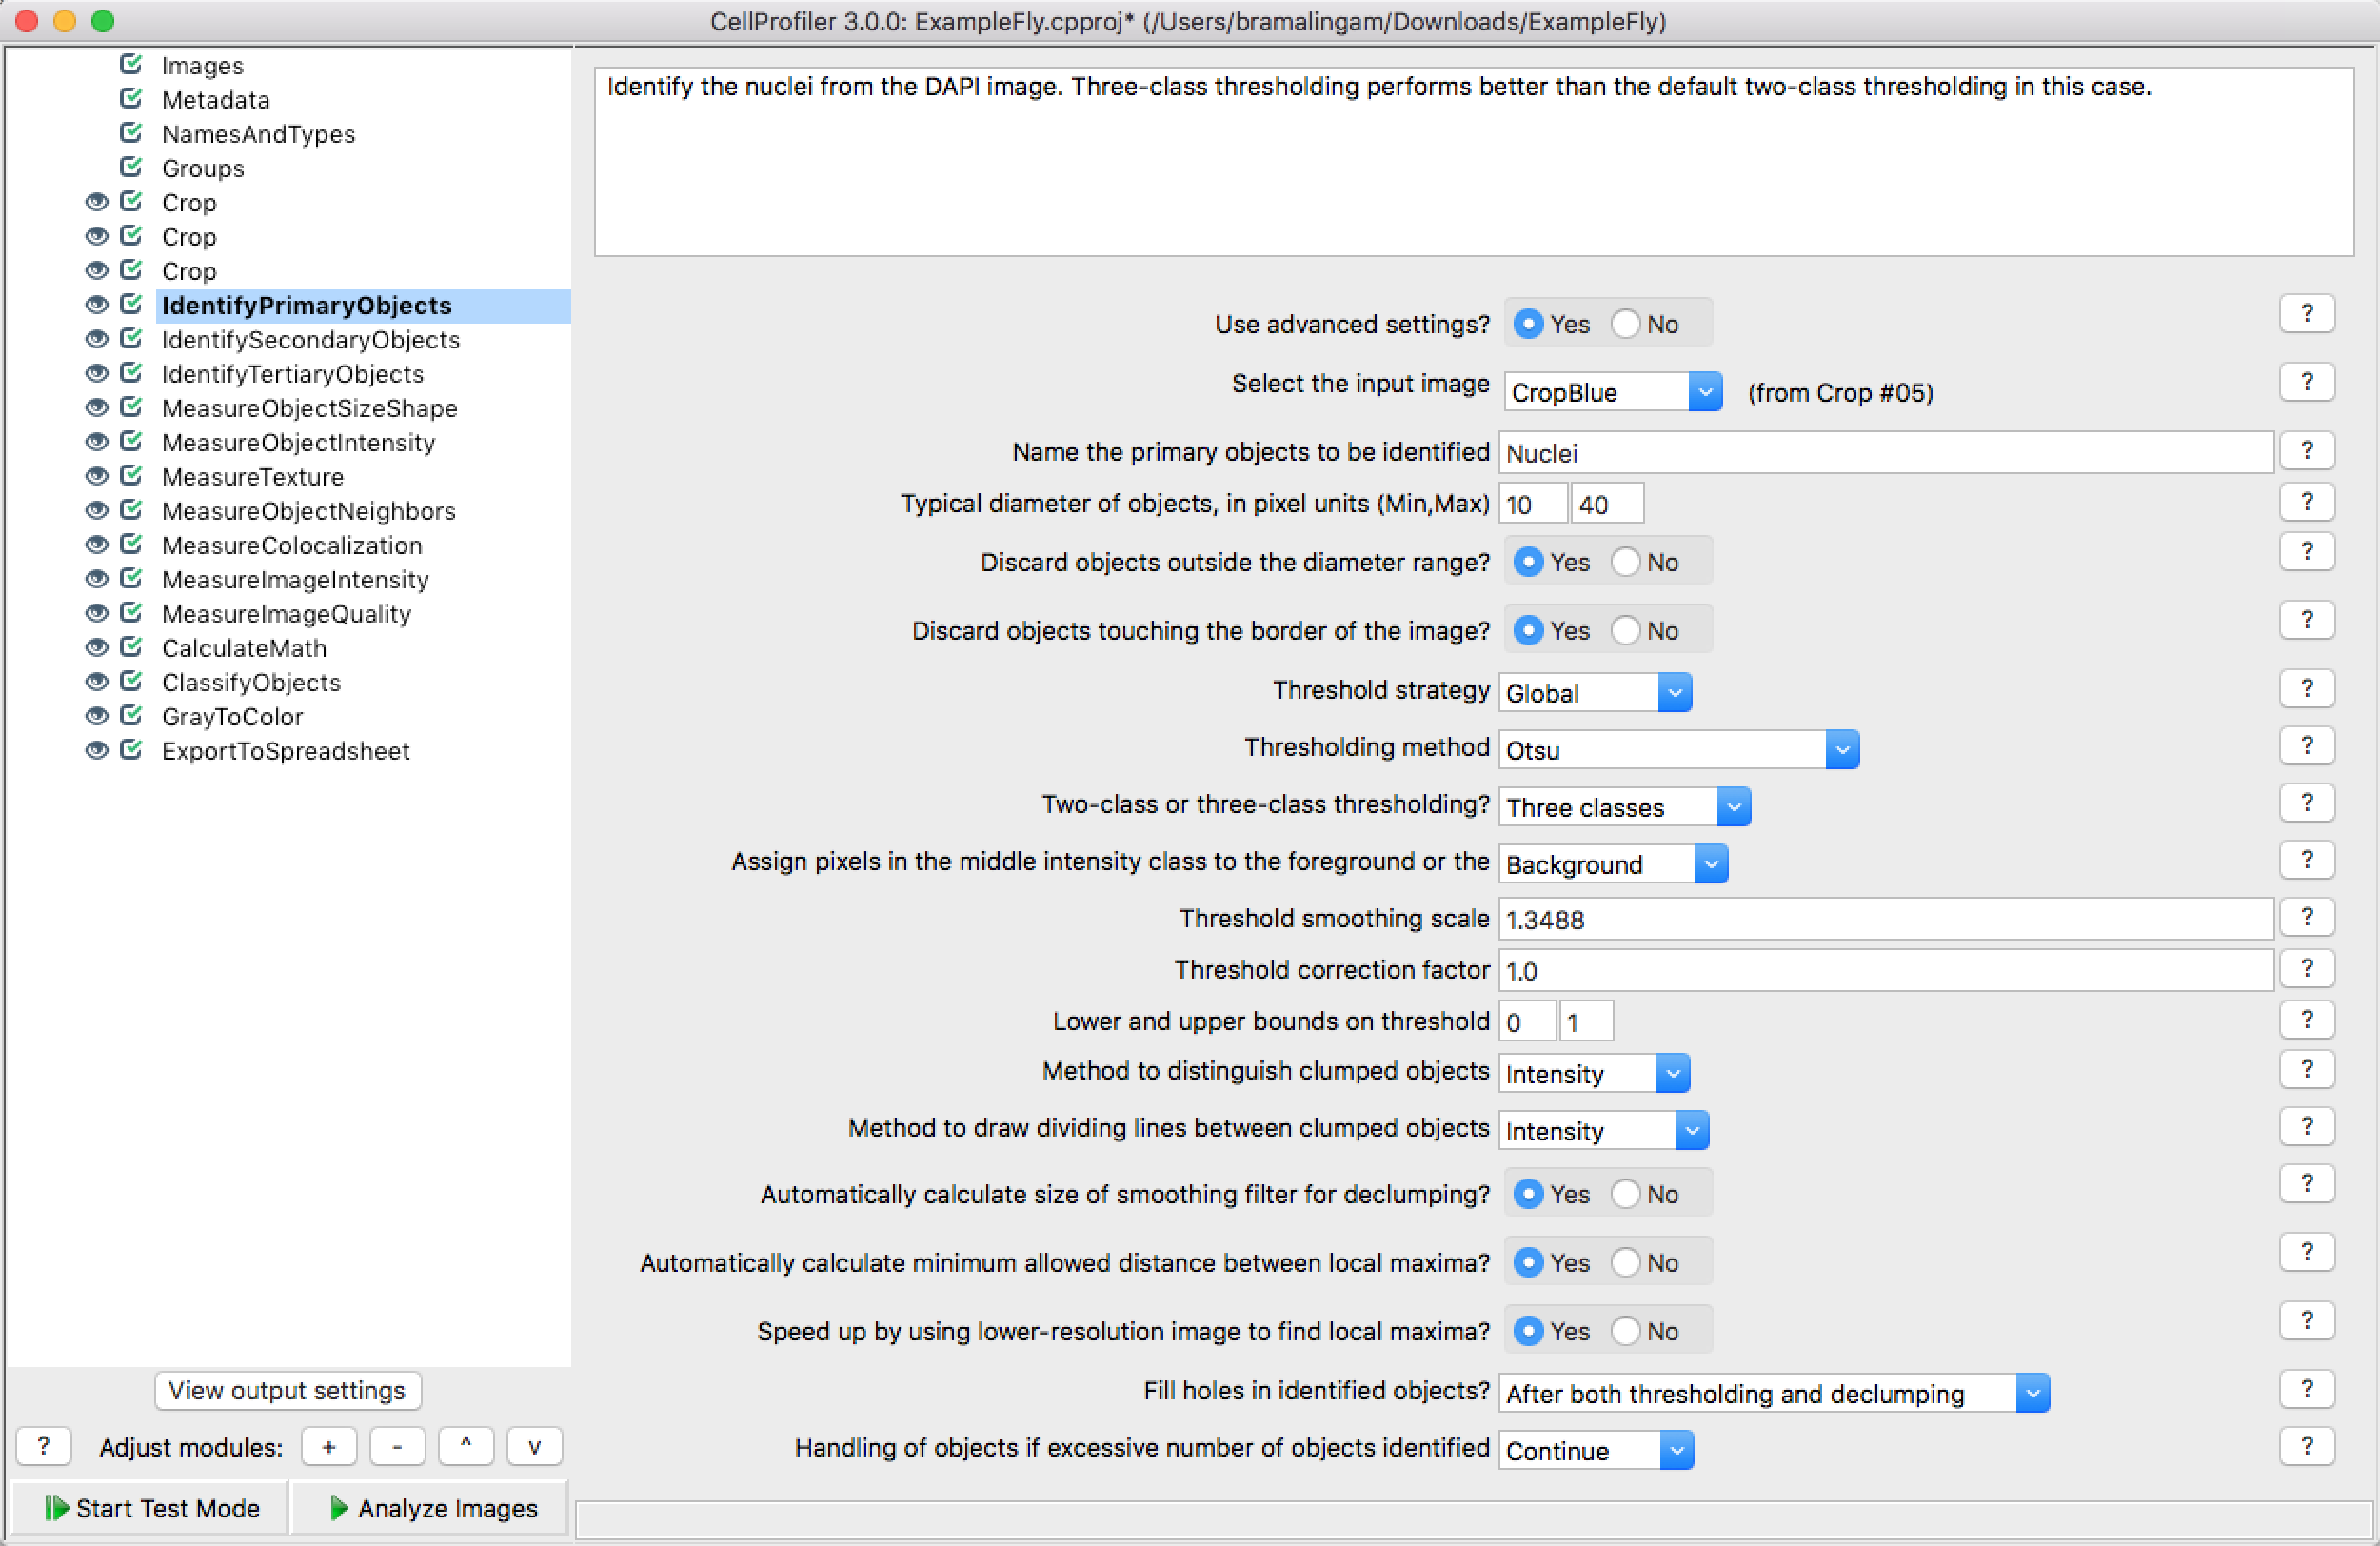 CellProfiler 3.0.0: ExampleFly.cpproj* (/Users/bramalingam/Downloads/ExampleFly)
Images
Metadata
NamesAndTypes
Groups
Crop
Crop
Crop
IdentifyPrimaryObjects
IdentifySecondaryObjects
IdentifyTertiaryObjects
MeasureObjectSizeShape
MeasureObjectIntensity
MeasureTexture
MeasureObjectNeighbors
MeasureColocalization
MeasureImageIntensity
MeasureImageQuality
CalculateMath
ClassifyObjects
GrayToColor
ExportToSpreadsheet
View output settings
? Adjust modules: + - ^ v
Start Test Mode Analyze Images
Identify the nuclei from the DAPI image. Three-class thresholding performs better than the default two-class thresholding in this case.
Use advanced settings? Yes No ?
Select the input image CropBlue (from Crop #05) ?
Name the primary objects to be identified Nuclei ?
Typical diameter of objects, in pixel units (Min,Max) 10 40 ?
Discard objects outside the diameter range? Yes No ?
Discard objects touching the border of the image? Yes No ?
Threshold strategy Global ?
Thresholding method Otsu ?
Two-class or three-class thresholding? Three classes ?
Assign pixels in the middle intensity class to the foreground or the Background ?
Threshold smoothing scale 1.3488 ?
Threshold correction factor 1.0 ?
Lower and upper bounds on threshold 0 1 ?
Method to distinguish clumped objects Intensity ?
Method to draw dividing lines between clumped objects Intensity ?
Automatically calculate size of smoothing filter for declumping? Yes No ?
Automatically calculate minimum allowed distance between local maxima? Yes No ?
Speed up by using lower-resolution image to find local maxima? Yes No ?
Fill holes in identified objects? After both thresholding and declumping ?
Handling of objects if excessive number of objects identified Continue ?